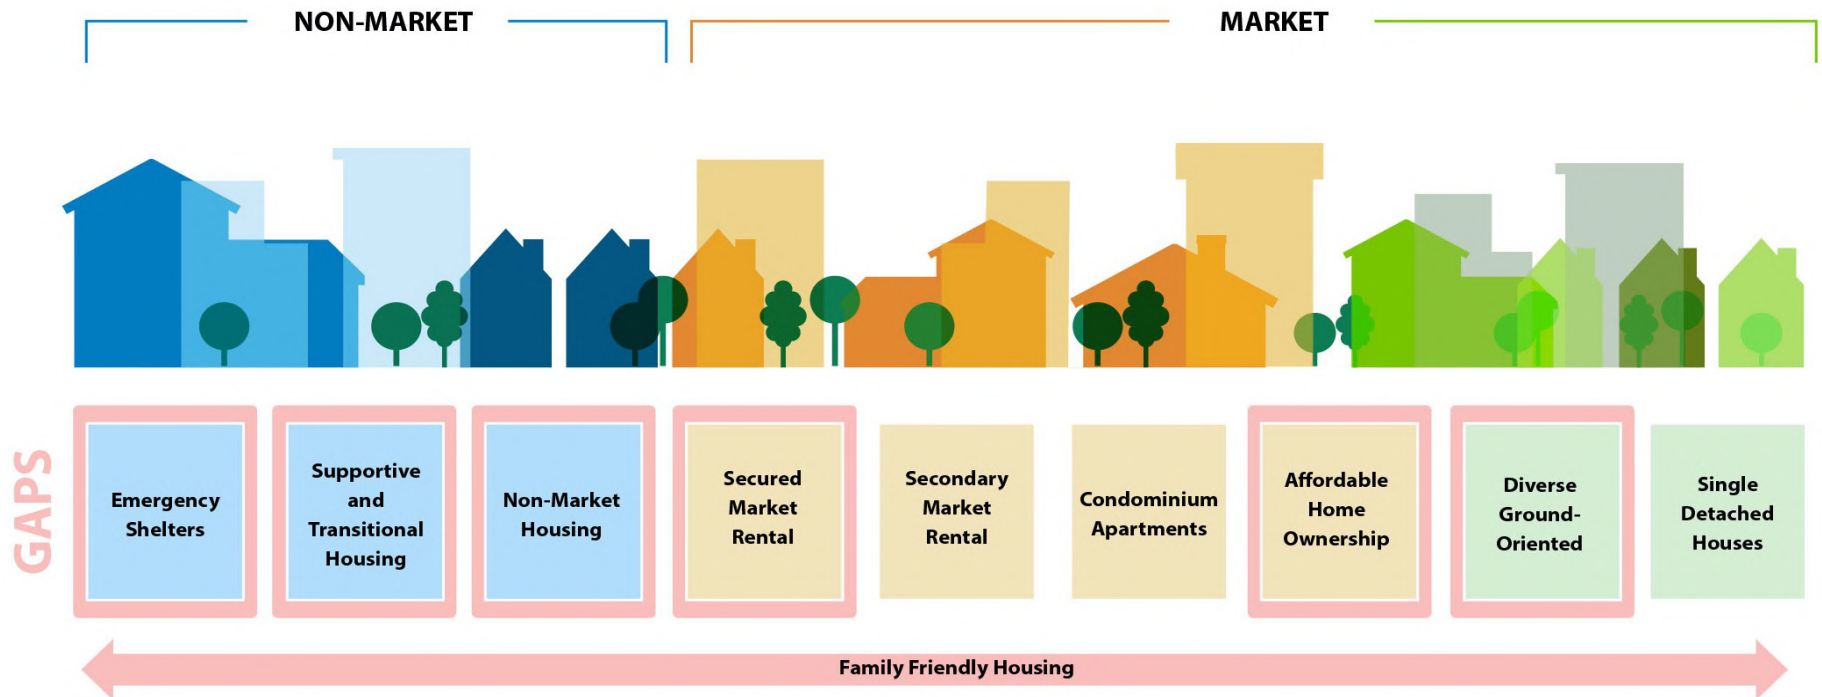 NON-MARKET
MARKET
GAPS
Emergency
Shelters
Supportive
and
Transitional
Housing
Non-Market
Housing
Secured
Market
Rental
Secondary
Market
Rental
Condominium
Apartments
Affordable
Home
Ownership
Diverse
Ground-
Oriented
Single
Detached
Houses
Family Friendly Housing